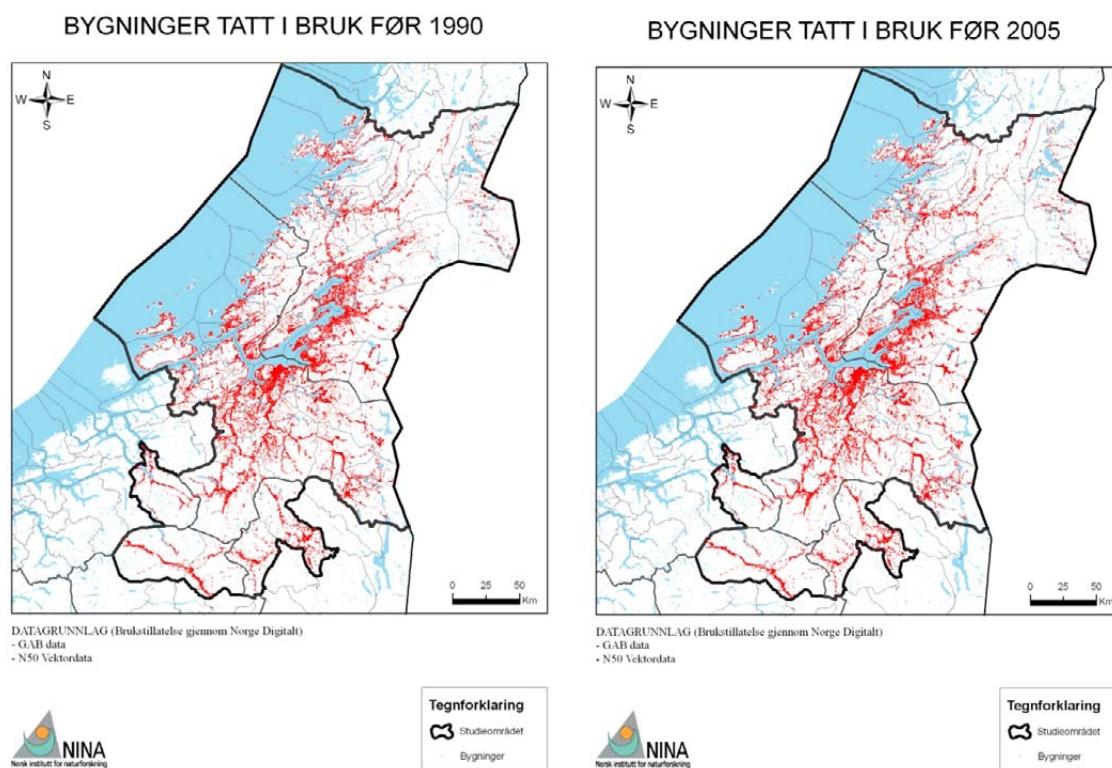 BYGNINGER TATT I BRUK FØR 1990
N
W E
S
0 25 50
Km
DATAGRUNNLAG (Brukstillatelse gjennom Norge Digitalt)
- GAB data
- N50 Vektordata
NINA
Norsk institutt for naturforskning
Tegnforklaring
Studieområdet
Bygninger
BYGNINGER TATT I BRUK FØR 2005
N
W E
S
0 25 50
Km
DATAGRUNNLAG (Brukstillatelse gjennom Norge Digitalt)
- GAB data
- N50 Vektordata
NINA
Norsk institutt for naturforskning
Tegnforklaring
Studieområdet
Bygninger